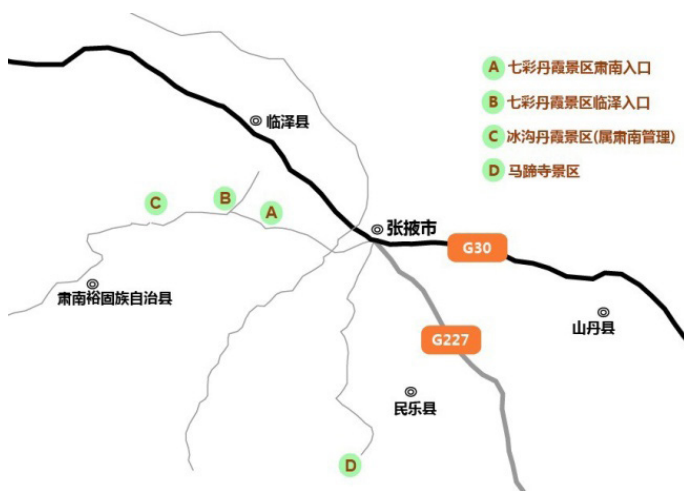 A 七彩丹霞景区肃南入口
B 七彩丹霞景区临泽入口
C 冰沟丹霞景区(属肃南管理)
D 马蹄寺景区
临泽县
C
B
A
张掖市
G30
肃南裕固族自治县
山丹县
G227
民乐县
D